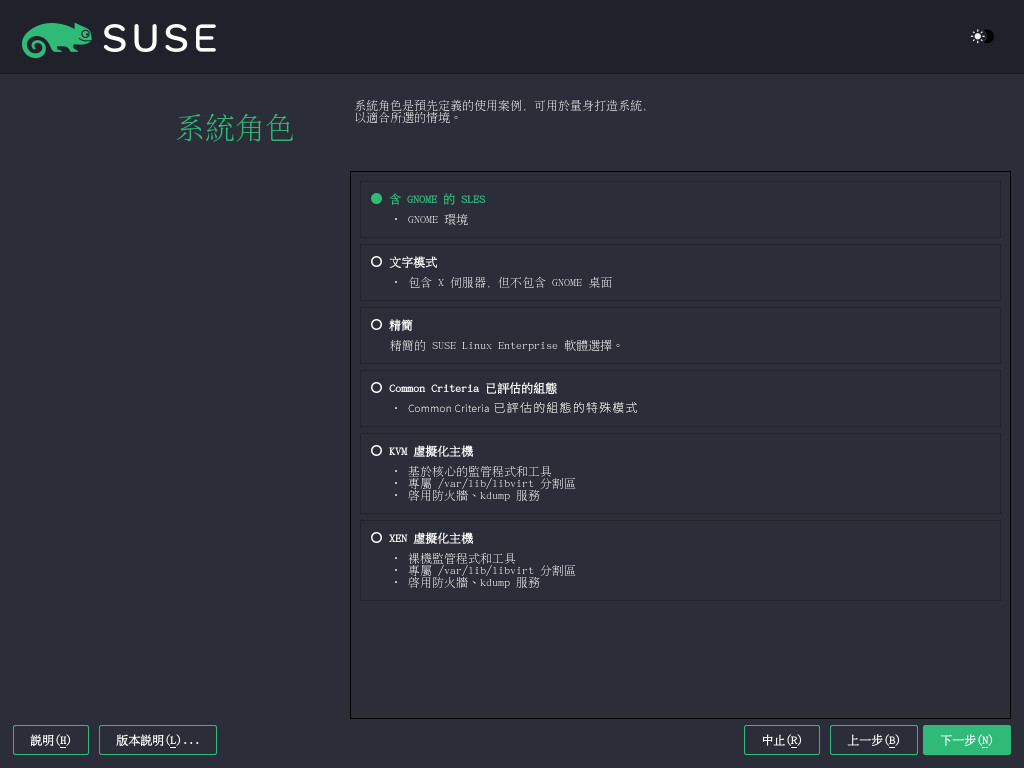 SUSE
系統角色
系統角色是預先定義的使用案例，可用於量身打造系統，
以適合所選的情境。
含 GNOME 的 SLES
• GNOME 環境
文字模式
• 包含 X 伺服器，但不包含 GNOME 桌面
精簡
精簡的 SUSE Linux Enterprise 軟體選擇。
Common Criteria 已評估的組態
• Common Criteria 已評估的組態的特殊模式
KVM 虛擬化主機
• 基於核心的監管程式和工具
• 專屬 /var/lib/libvirt 分割區
• 啓用防火牆、kdump 服務
XEN 虛擬化主機
• 裸機監管程式和工具
• 專屬 /var/lib/libvirt 分割區
• 啓用防火牆、kdump 服務
説明(H)
版本説明(L)...
中止(R)
上一步(B)
下一步(N)